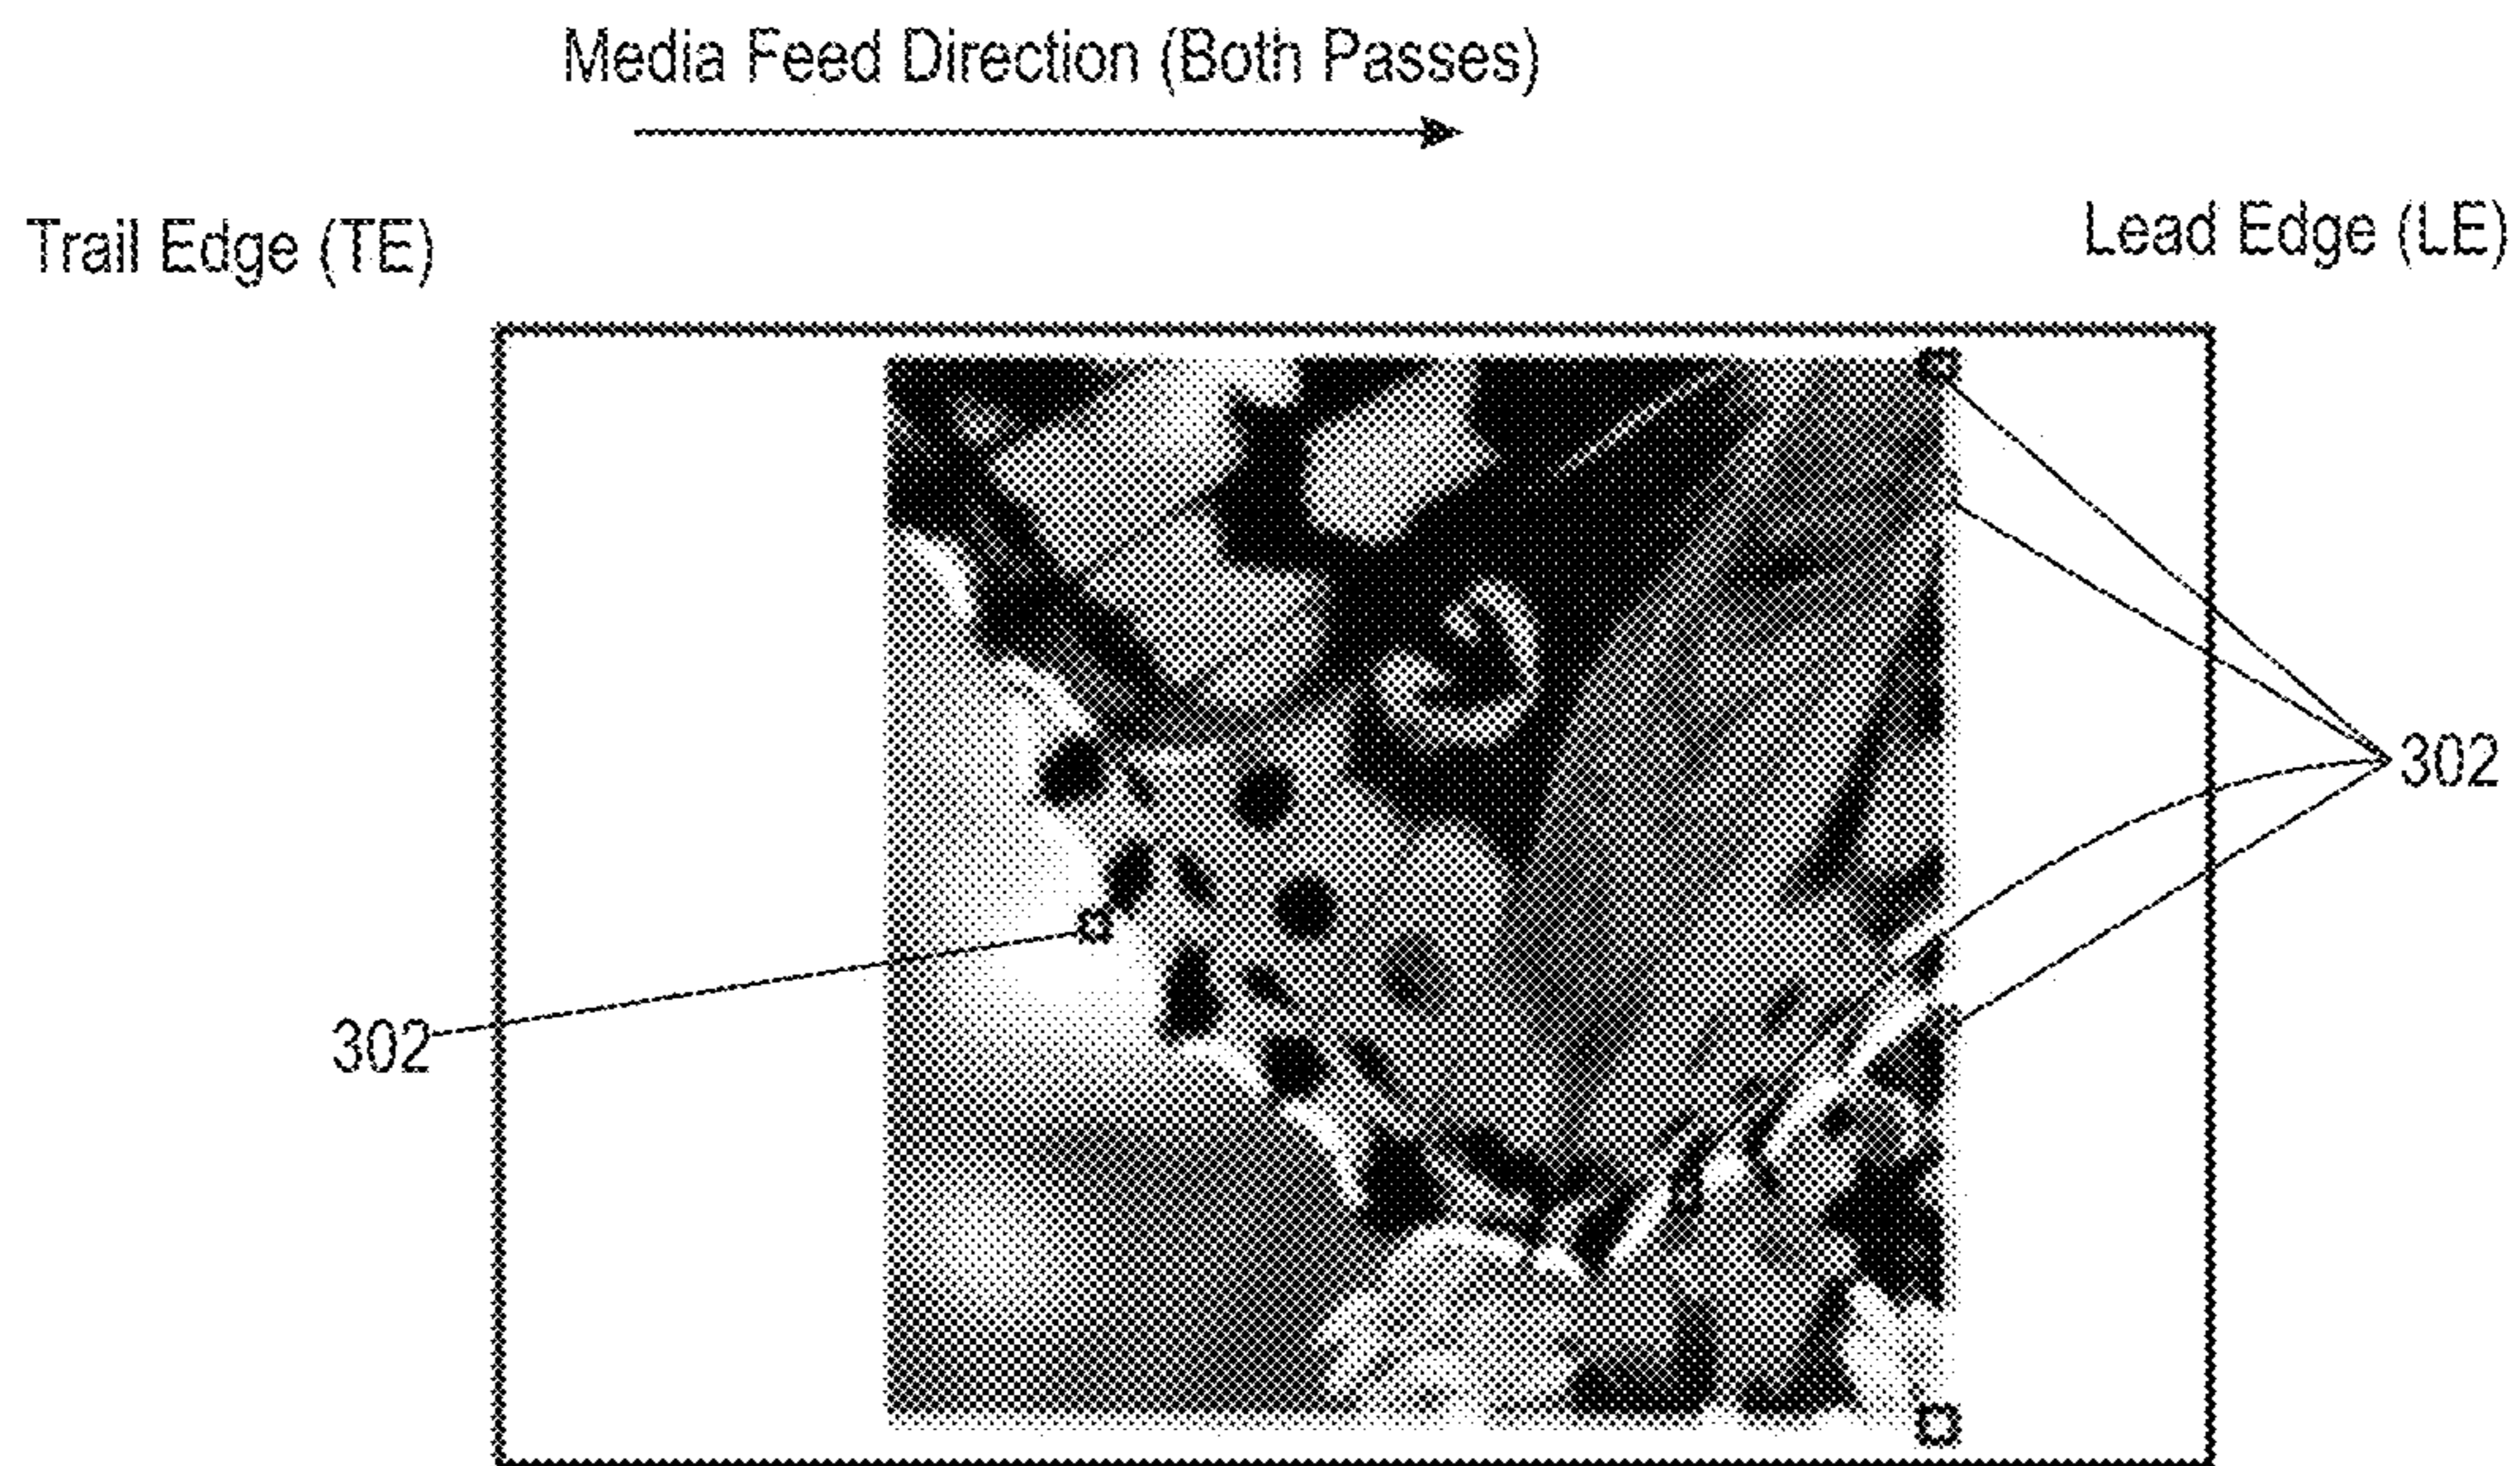 Media Feed Direction (Both Passes)
Trail Edge (TE)
Lead Edge (LE)
302
302